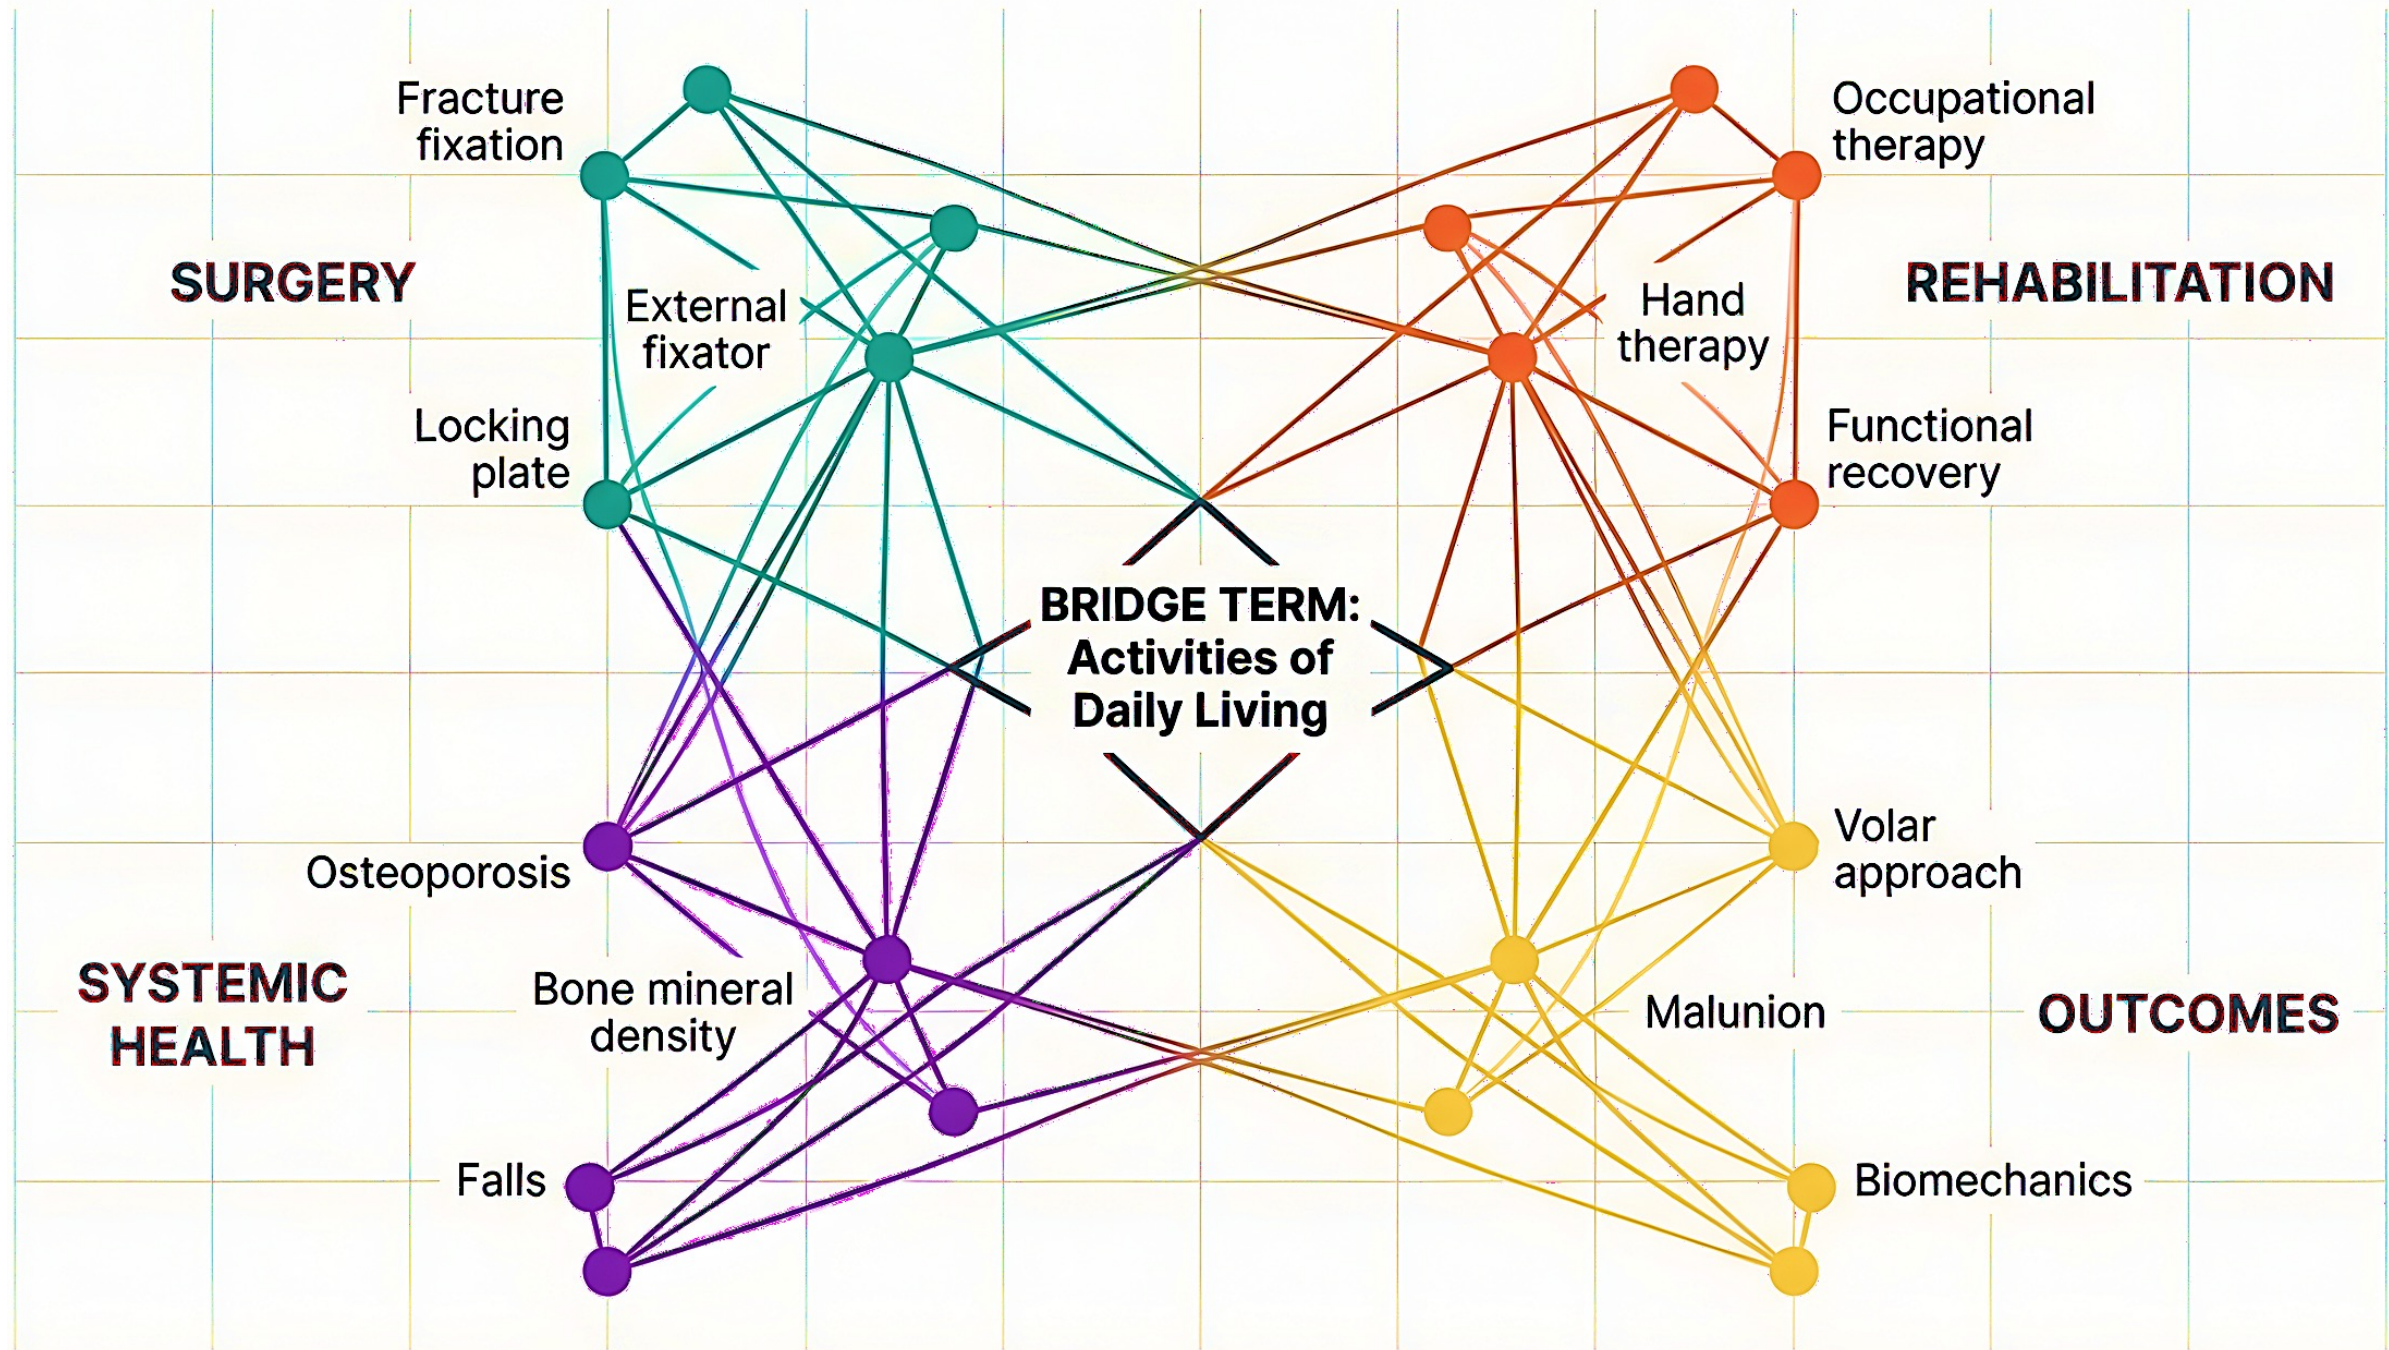 Fracture
fixation
SURGERY
External
fixator
Locking
plate
Occupational
therapy
REHABILITATION
Hand
therapy
Functional
recovery
BRIDGE TERM:
Activities of
Daily Living
Osteoporosis
SYSTEMIC
HEALTH
Bone mineral
density
Falls
Volar
approach
Malunion
OUTCOMES
Biomechanics